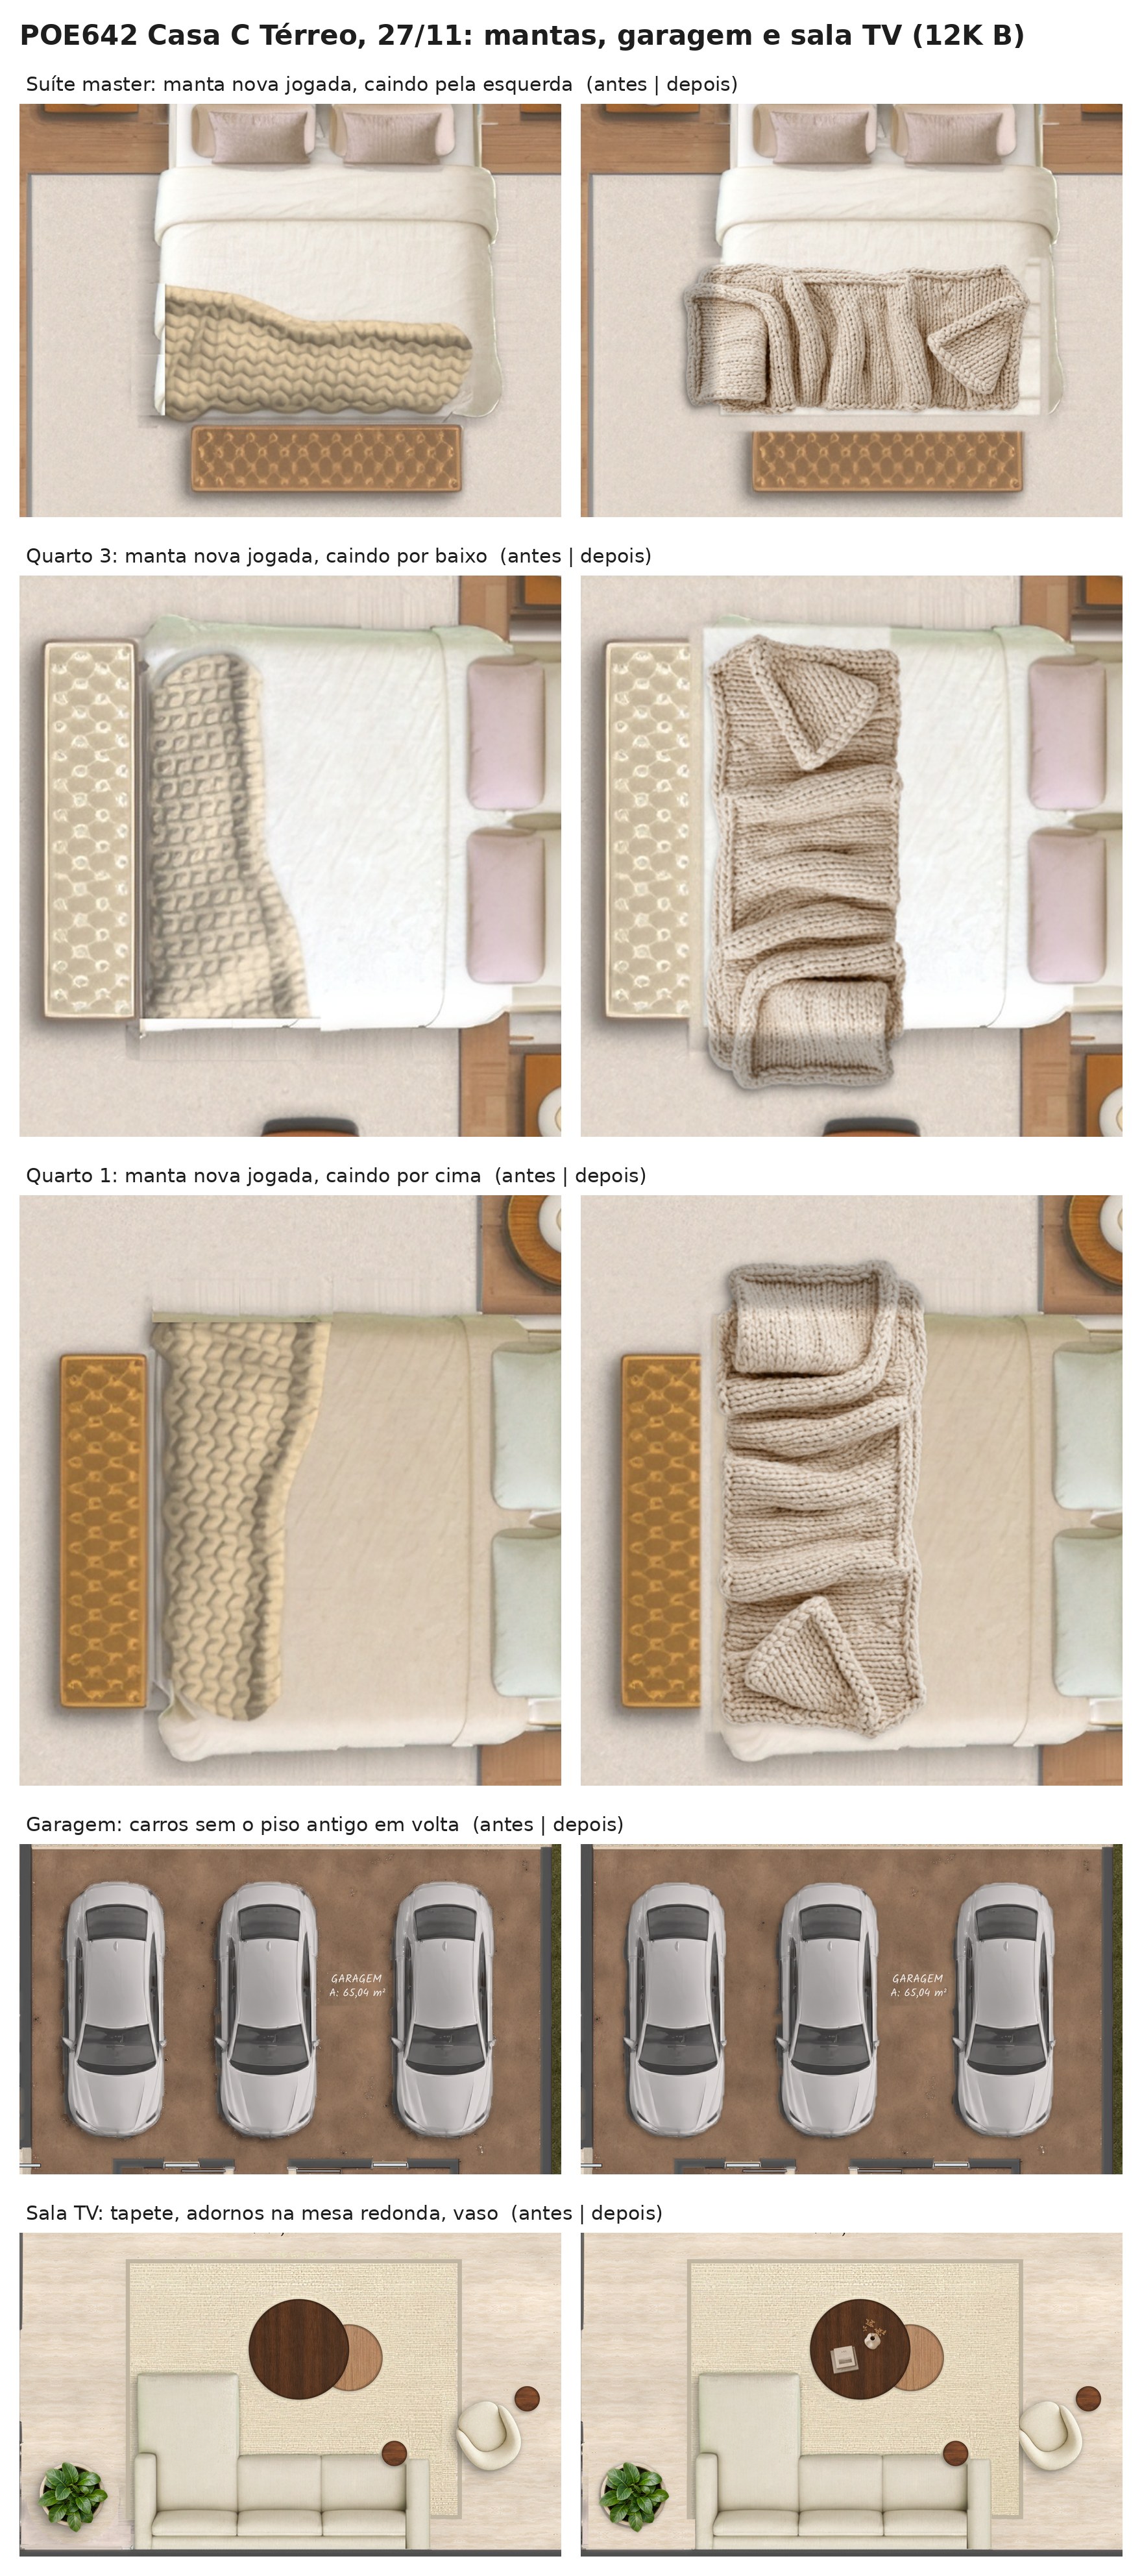 POE642 Casa C Térreo, 27/11: mantas, garagem e sala TV (12K B)
Suíte master: manta nova jogada, caindo pela esquerda (antes | depois)
Quarto 3: manta nova jogada, caindo por baixo (antes | depois)
Quarto 1: manta nova jogada, caindo por cima (antes | depois)
Garagem: carros sem o piso antigo em volta (antes | depois)
GARAGEM
A: 65,04 m²
GARAGEM
A: 65,04 m²
Sala TV: tapete, adornos na mesa redonda, vaso (antes | depois)